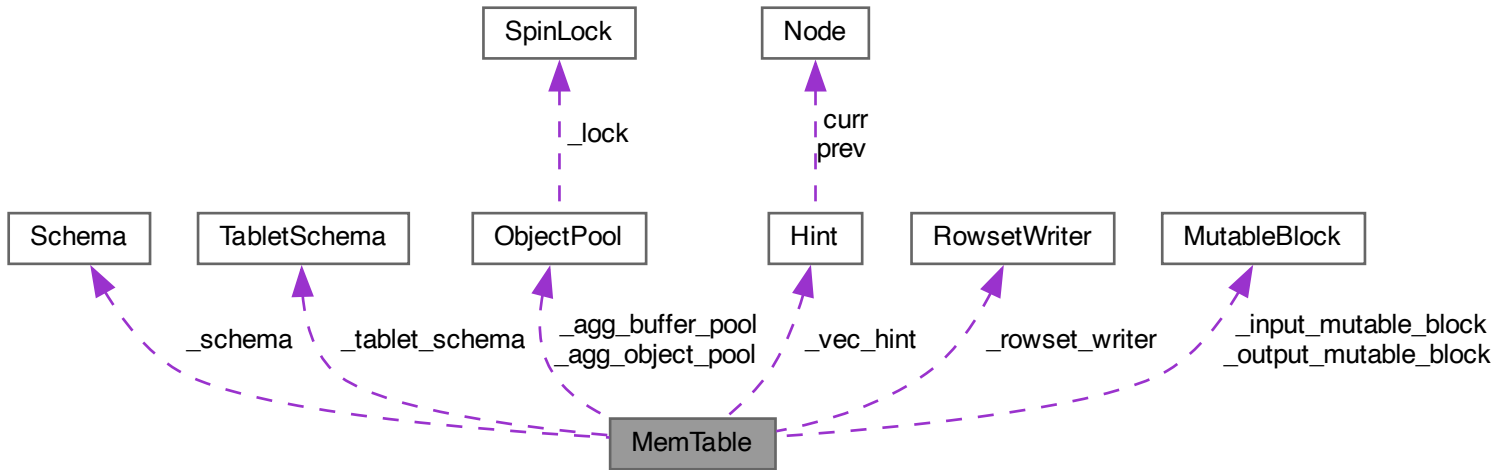 SpinLock
Node
_lock
curr
prev
Schema
TabletSchema
ObjectPool
Hint
RowsetWriter
MutableBlock
_schema
_tablet_schema
_agg_buffer_pool
_agg_object_pool
_vec_hint
_rowset_writer
_input_mutable_block
_output_mutable_block
MemTable